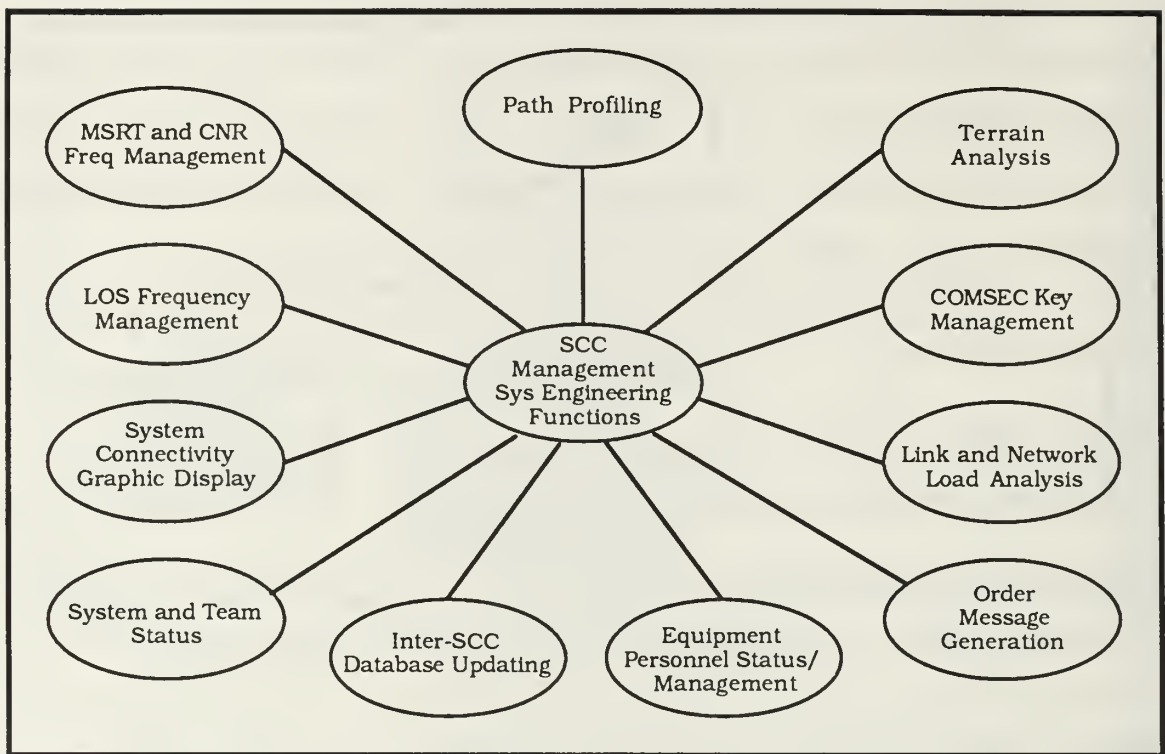 Path Profiling
MSRT and CNR
Freq Management
Terrain
Analysis
LOS Frequency
Management
COMSEC Key
Management
SCC
Management
Sys Engineering
Functions
System
Connectivity
Graphic Display
Link and Network
Load Analysis
System and Team
Status
Inter-SCC
Database Updating
Equipment
Personnel Status/
Management
Order
Message
Generation